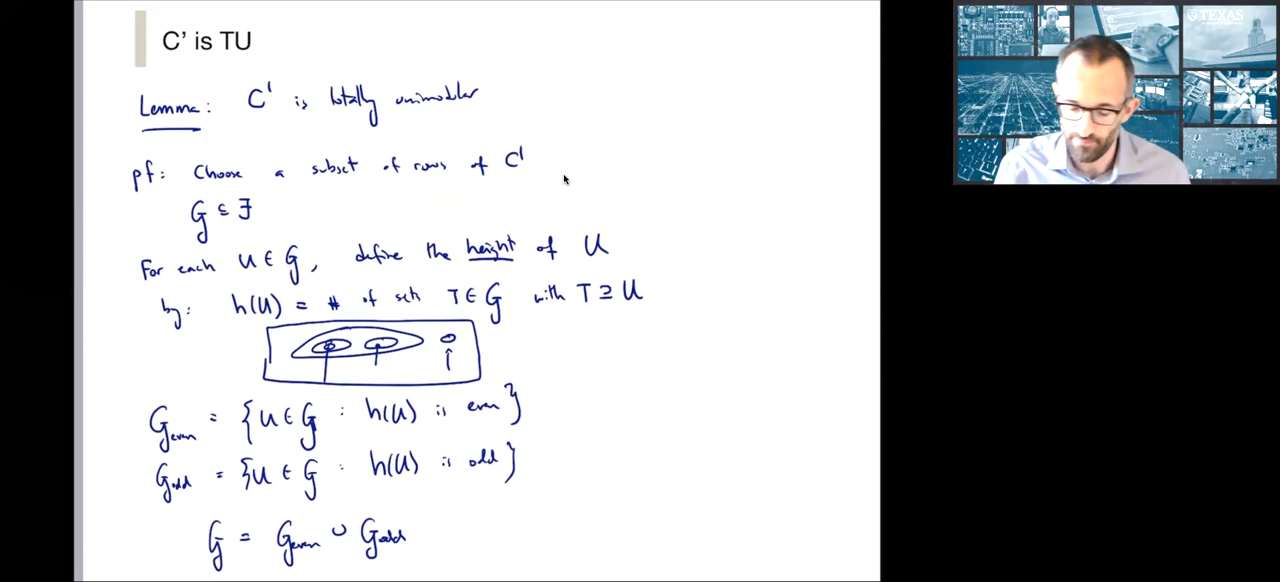 C' is TU
Lemma: C' is totally unimodular
pf: Choose a subset of rows of C'
G ⊆ F
For each U ∈ G, define the height of U
by: h(U) = # of sets T ∈ G with T ⊇ U
G_even = {U ∈ G : h(U) is even}
G_odd = {U ∈ G : h(U) is odd}
G = G_even ∪ G_odd
TEXAS